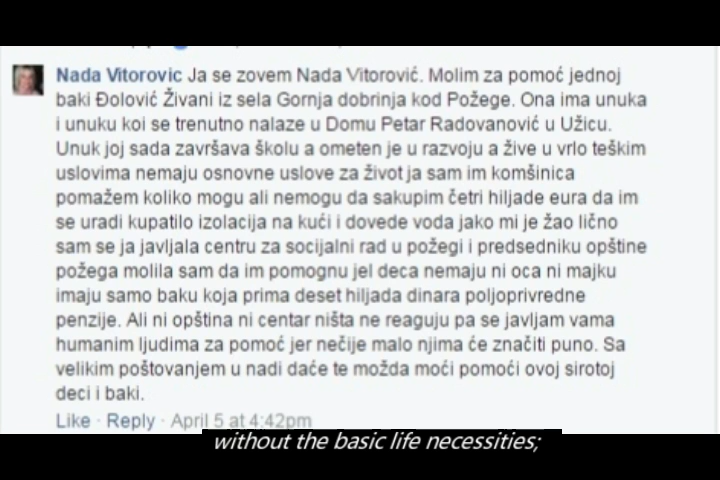 Nada Vitorovic Ja se zovem Nada Vitorović. Molim za pomoć jednoj
baki Đolović Živani iz sela Gornja dobrinja kod Požege. Ona ima unuka
i unuku koi se trenutno nalaze u Domu Petar Radovanović u Užicu.
Unuk joj sada završava školu a ometen je u razvoju a žive u vrlo teškim
uslovima nemaju osnovne uslove za život ja sam im komšinica
pomažem koliko mogu ali nemogu da sakupim četri hiljade eura da im
se uradi kupatilo izolacija na kući i dovede voda jako mi je žao lično
sam se ja javljala centru za socijalni rad u požegi i predsedniku opštine
požega molila sam da im pomognu jel deca nemaju ni oca ni majku
imaju samo baku koja prima deset hiljada dinara poljoprivredne
penzije. Ali ni opština ni centar ništa ne reaguju pa se javljam vama
humanim ljudima za pomoć jer nečije malo njima će značiti puno. Sa
velikim poštovanjem u nadi daće te možda moći pomoći ovoj sirotoj
deci i baki.
Like · Reply · April 5 at 4:42pm
without the basic life necessities;